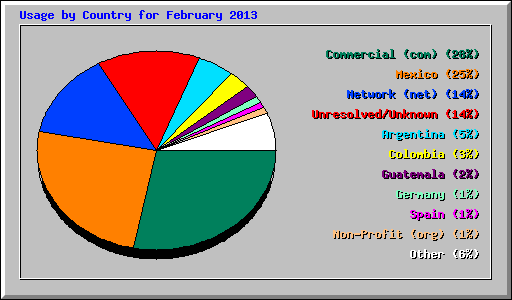 Usage by Country for February 2013
Commercial (com) (28%)
Mexico (25%)
Network (net) (14%)
Unresolved/Unknown (14%)
Argentina (5%)
Colombia (3%)
Guatemala (2%)
Germany (1%)
Spain (1%)
Non-Profit (org) (1%)
Other (6%)